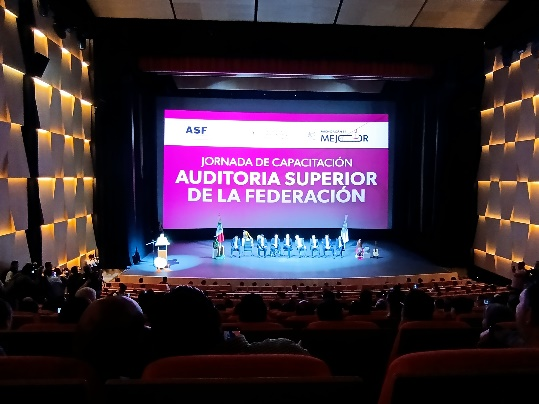 ASF
MEJOR
JORNADA DE CAPACITACIÓN
AUDITORIA SUPERIOR
DE LA FEDERACIÓN